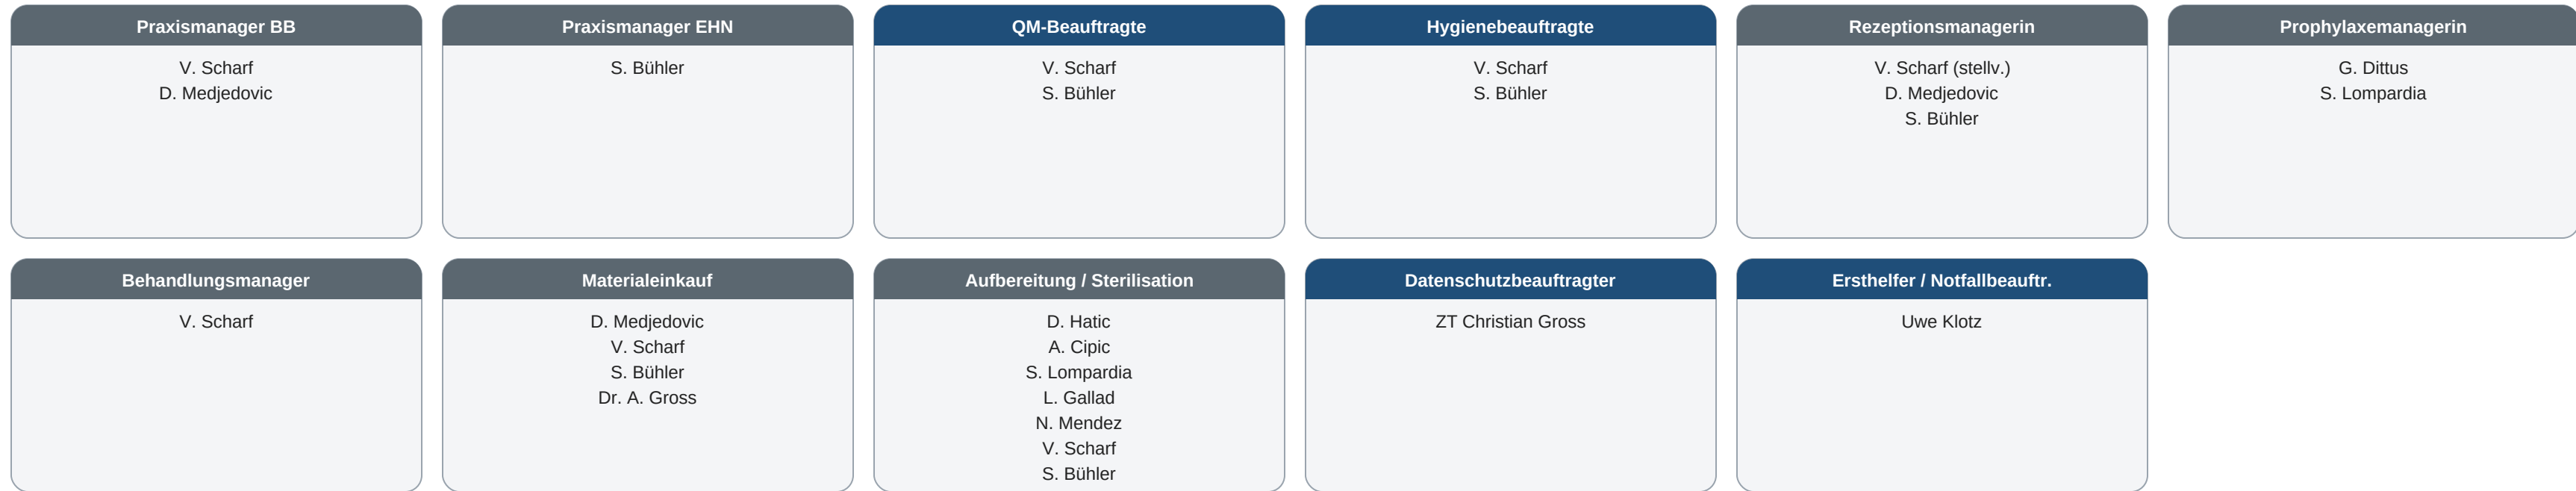 Praxismanager BB
V. Scharf
D. Medjedovic
Praxismanager EHN
S. Bühler
QM-Beauftragte
V. Scharf
S. Bühler
Hygienebeauftragte
V. Scharf
S. Bühler
Rezeptionsmanagerin
V. Scharf (stellv.)
D. Medjedovic
S. Bühler
Prophylaxemanagerin
G. Dittus
S. Lompardia
Behandlungsmanager
V. Scharf
Materialeinkauf
D. Medjedovic
V. Scharf
S. Bühler
Dr. A. Gross
Aufbereitung / Sterilisation
D. Hatic
A. Cipic
S. Lompardia
L. Gallad
N. Mendez
V. Scharf
S. Bühler
Datenschutzbeauftragter
ZT Christian Gross
Ersthelfer / Notfallbeauftr.
Uwe Klotz